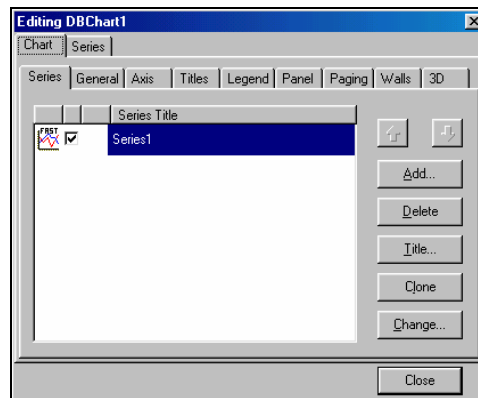 Editing DBChart1
Chart Series
Series General Axis Titles Legend Panel Paging Walls 3D
Series Title
FAST Series1
Add...
Delete
Title...
Clone
Change...
Close